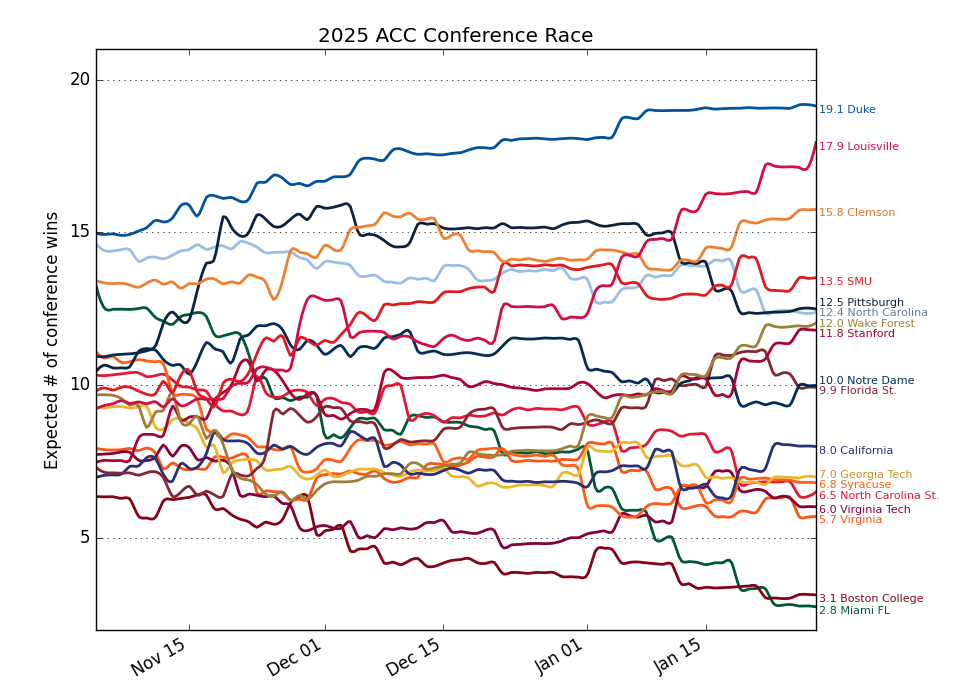 2025 ACC Conference Race
Expected # of conference wins
20
15
10
5
Nov 15
Dec 01
Dec 15
Jan 01
Jan 15
19.1 Duke
17.9 Louisville
15.8 Clemson
13.5 SMU
12.5 Pittsburgh
12.4 North Carolina
12.0 Wake Forest
11.8 Stanford
10.0 Notre Dame
9.9 Florida St.
8.0 California
7.0 Georgia Tech
6.8 Syracuse
6.5 North Carolina St.
6.0 Virginia Tech
5.7 Virginia
3.1 Boston College
2.8 Miami FL